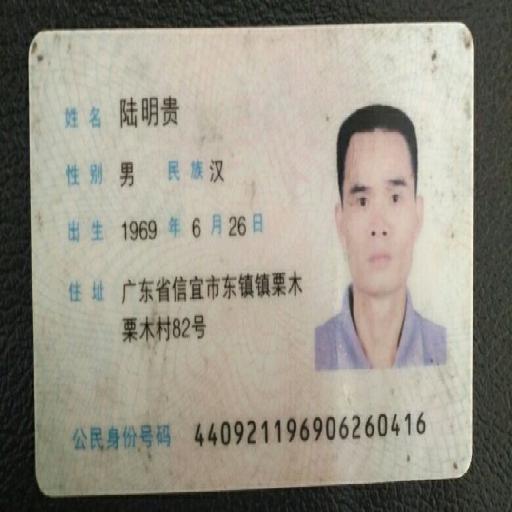 姓名 陆明贵
性别 男 民族 汉
出生 1969 年 6 月 26 日
住址 广东省信宜市东镇镇栗木
栗木村82号
公民身份号码 440921196906260416